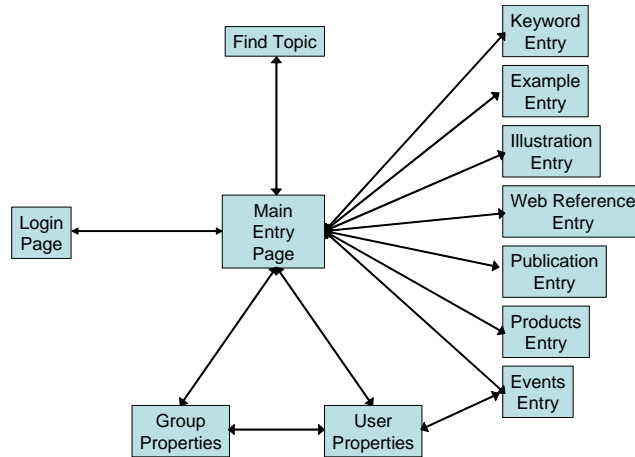 Find Topic
Login
Page
Main
Entry
Page
Group
Properties
User
Properties
Keyword
Entry
Example
Entry
Illustration
Entry
Web Reference
Entry
Publication
Entry
Products
Entry
Events
Entry